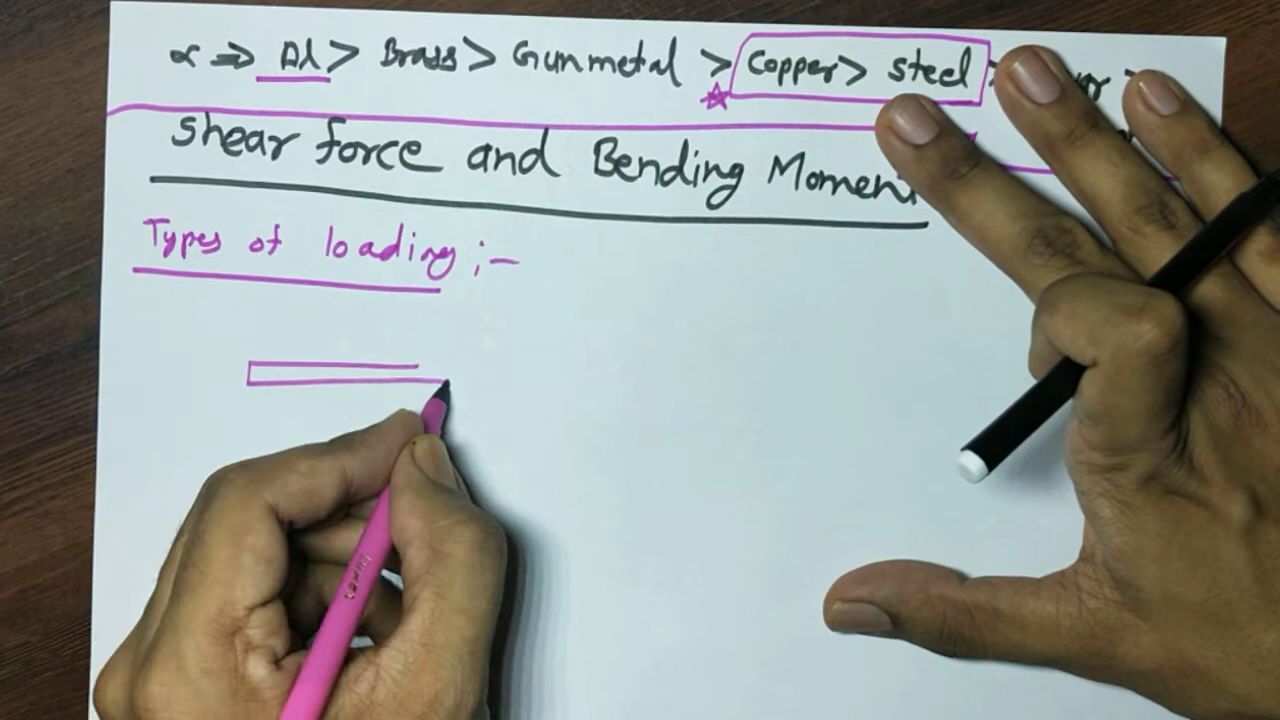 ∝ ⇒ Al > Brass > Gunmetal > Copper > steel
shear force and Bending Moment
Types of loading ;-